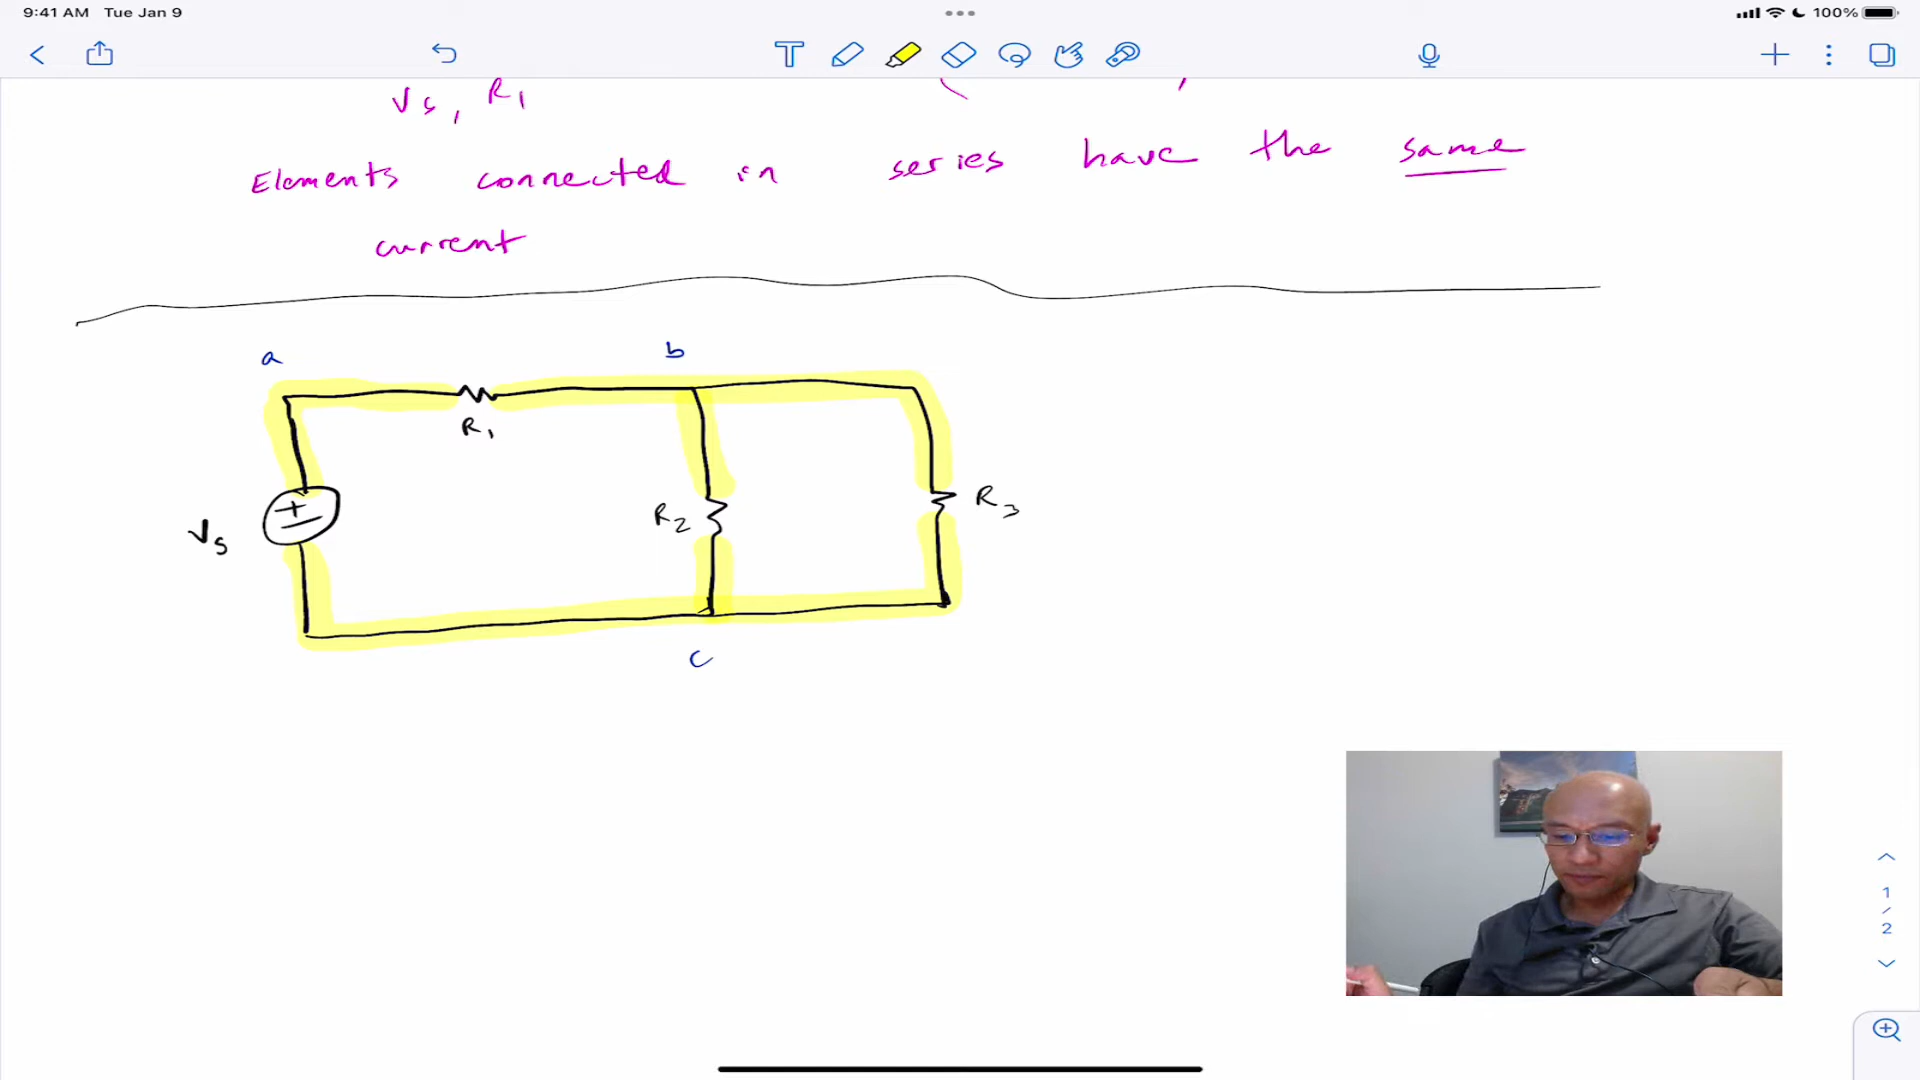 9:41 AM Tue Jan 9
100%
Vs, R1
Elements connected in series have the same
current
a
b
R1
R2
R3
Vs
c
1
/
2